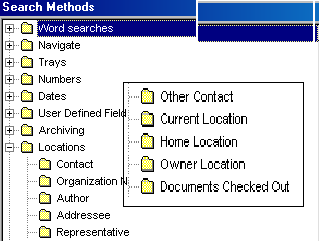 Search Methods
Word searches
Navigate
Trays
Numbers
Dates
User Defined Field
Archiving
Locations
Contact
Organization N
Author
Addressee
Representative
Other Contact
Current Location
Home Location
Owner Location
Documents Checked Out